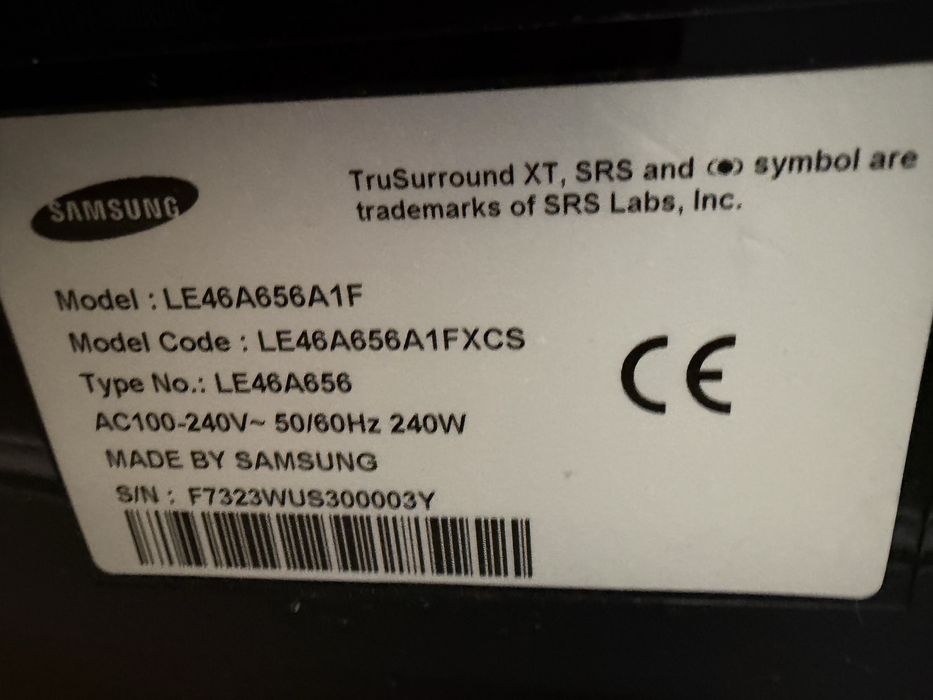 SAMSUNG
TruSurround XT, SRS and (●) symbol are
trademarks of SRS Labs, Inc.
Model : LE46A656A1F
Model Code : LE46A656A1FXCS
Type No.: LE46A656
AC100-240V~ 50/60Hz 240W
MADE BY SAMSUNG
S/N : F7323WUS300003Y
CE